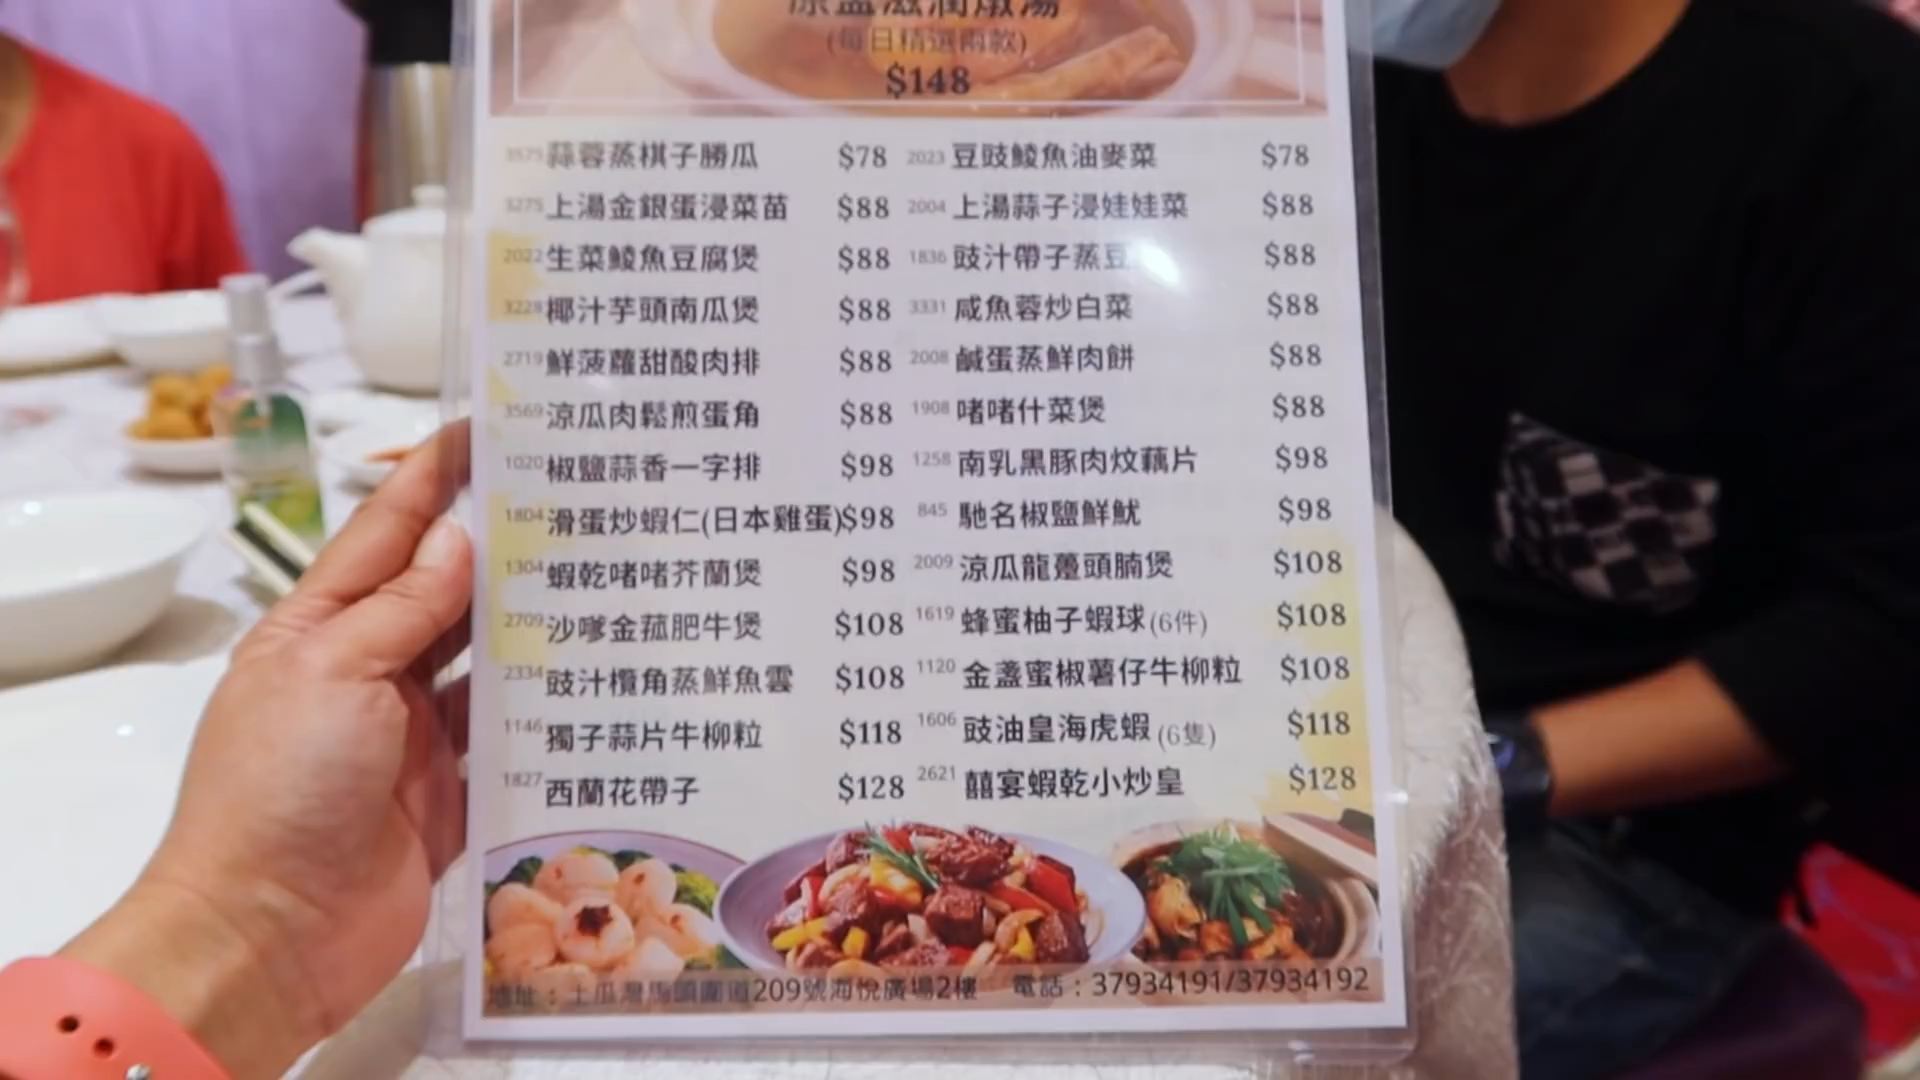 原盅滋潤燉湯
(每日精選兩款)
$148
3575 蒜蓉蒸棋子勝瓜 $78
3275 上湯金銀蛋浸菜苗 $88
2022 生菜鯪魚豆腐煲 $88
3228 椰汁芋頭南瓜煲 $88
2719 鮮菠蘿甜酸肉排 $88
3569 涼瓜肉鬆煎蛋角 $88
1020 椒鹽蒜香一字排 $98
1804 滑蛋炒蝦仁(日本雞蛋) $98
1304 蝦乾啫啫芥蘭煲 $98
2709 沙嗲金菰肥牛煲 $108
2334 豉汁欖角蒸鮮魚雲 $108
1146 獨子蒜片牛柳粒 $118
1827 西蘭花帶子 $128
2023 豆豉鯪魚油麥菜 $78
2004 上湯蒜子浸娃娃菜 $88
1836 豉汁帶子蒸豆 $88
3331 咸魚蓉炒白菜 $88
2008 鹹蛋蒸鮮肉餅 $88
1908 啫啫什菜煲 $88
1258 南乳黑豚肉炆藕片 $98
845 馳名椒鹽鮮魷 $98
2009 涼瓜龍躉頭腩煲 $108
1619 蜂蜜柚子蝦球(6件) $108
1120 金盞蜜椒薯仔牛柳粒 $108
1606 豉油皇海虎蝦(6隻) $118
2621 囍宴蝦乾小炒皇 $128
地址：土瓜灣馬頭圍道209號海悅廣場2樓 電話：37934191/37934192